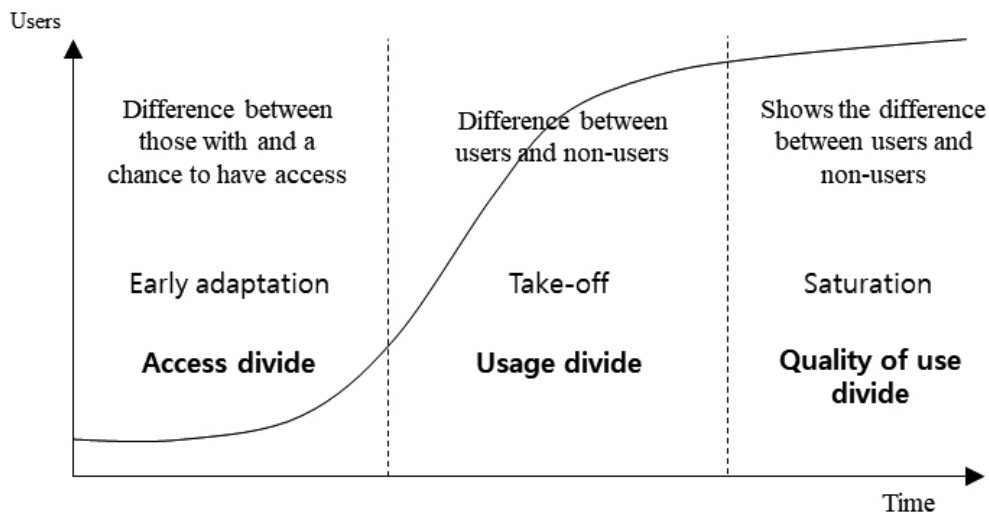 Users
Difference between
those with and a
chance to have access
Difference between
users and non-users
Shows the difference
between users and
non-users
Early adaptation
Take-off
Saturation
Access divide
Usage divide
Quality of use
divide
Time